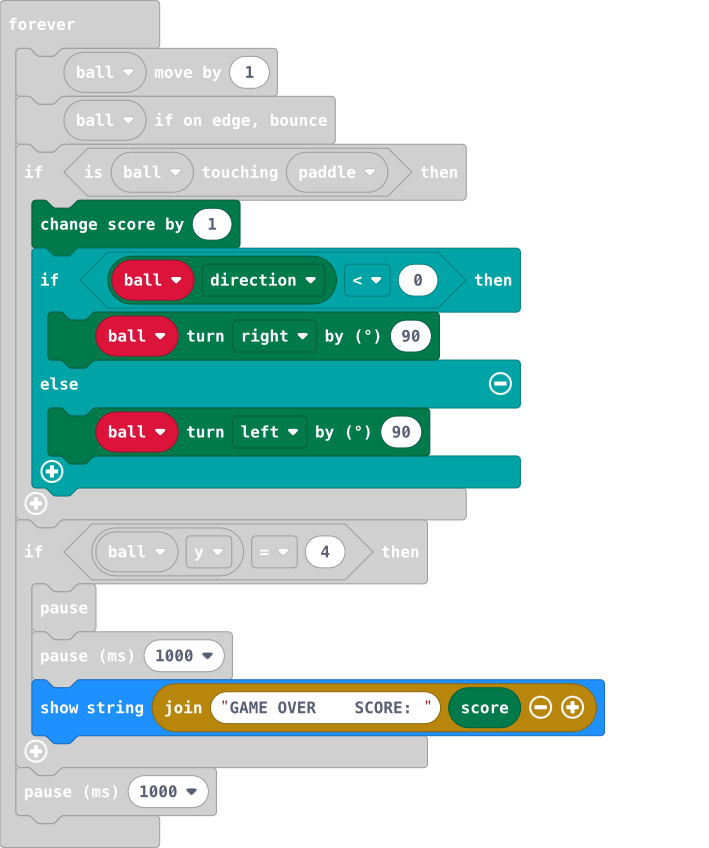 forever
ball move by 1
ball if on edge, bounce
if is ball touching paddle then
change score by 1
if ball direction < 0 then
ball turn right by (°) 90
else
ball turn left by (°) 90
if ball y = 4 then
pause
pause (ms) 1000
show string join "GAME OVER    SCORE: " score
pause (ms) 1000